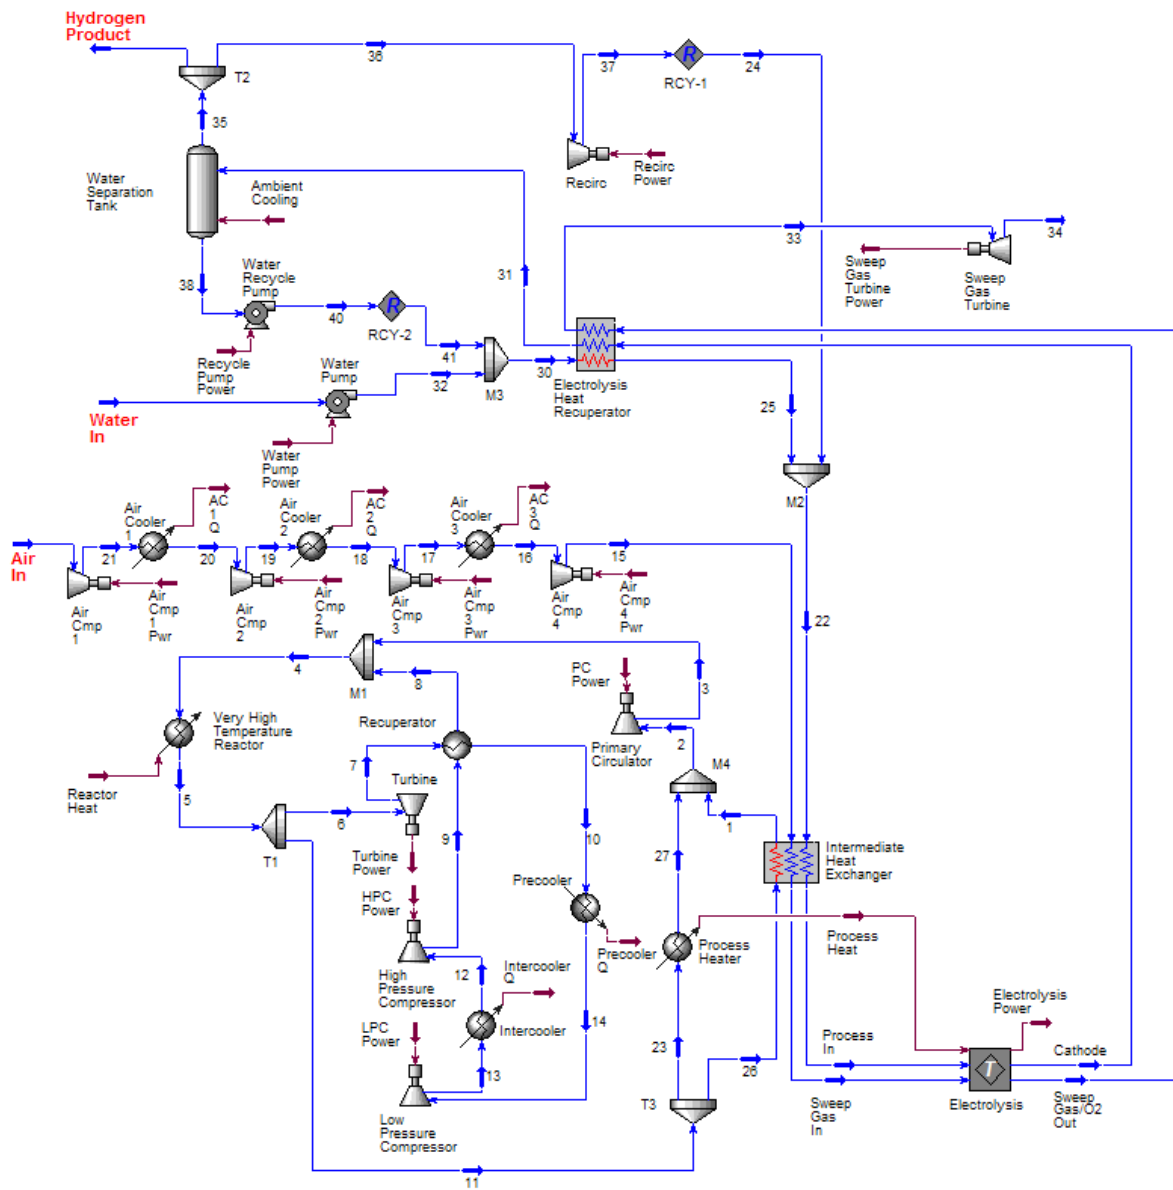 Hydrogen
Product
T2
36
37
RCY-1
24
35
Water
Separation
Tank
Ambient
Cooling
Recirc
Recirc
Power
33
34
Sweep
Gas
Turbine
Power
Sweep
Gas
Turbine
31
38
Water
Recycle
Pump
40
RCY-2
41
Recycle
Pump
Power
Water
Pump
32
M3
30
Electrolysis
Heat
Recuperator
25
Water
In
Water
Pump
Power
M2
Air
Cooler
1
AC
1
Q
Air
Cooler
2
AC
2
Q
Air
Cooler
3
AC
3
Q
Air
In
21
20
19
18
17
16
15
Air
Cmp
1
Air
Cmp
1
Pwr
Air
Cmp
2
Air
Cmp
2
Pwr
Air
Cmp
3
Air
Cmp
3
Pwr
Air
Cmp
4
Air
Cmp
4
Pwr
22
4
M1
8
PC
Power
3
Very High
Temperature
Reactor
Recuperator
Primary
Circulator
2
M4
Reactor
Heat
5
7
Turbine
6
T1
9
10
1
27
Intermediate
Heat
Exchanger
Turbine
Power
HPC
Power
Precooler
Precooler
Q
Process
Heater
Process
Heat
High
Pressure
Compressor
12
Intercooler
Q
Intercooler
14
LPC
Power
13
Low
Pressure
Compressor
23
26
T3
Process
In
Sweep
Gas
In
Electrolysis
Power
Cathode
Electrolysis
Sweep
Gas/O2
Out
11